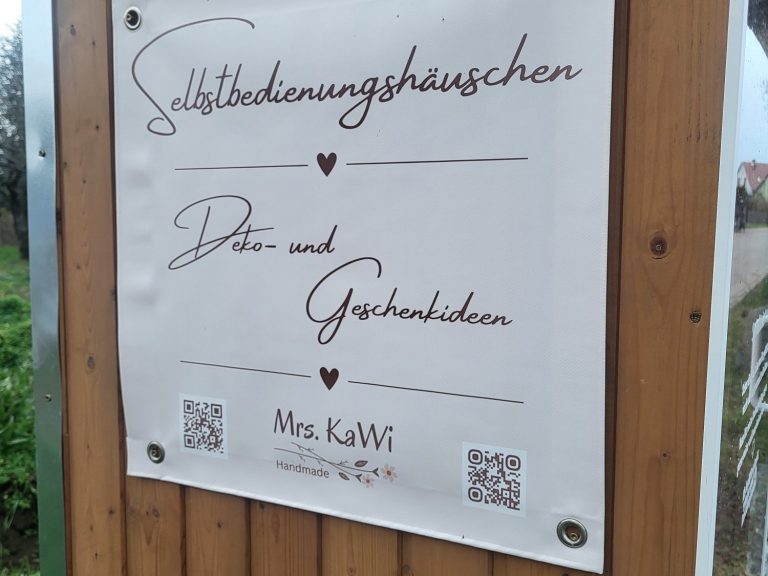 Selbstbedienungshäuschen
Deko- und
Geschenkideen
Mrs. KaWi
Handmade